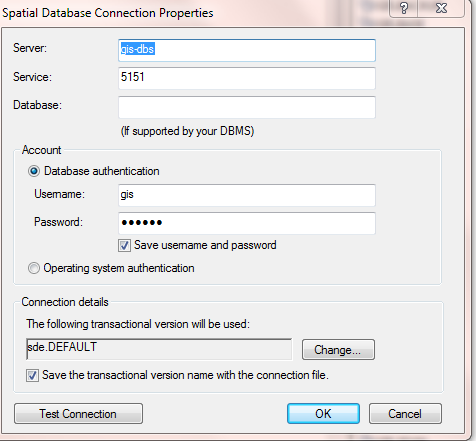 Spatial Database Connection Properties
?
Server: gis-dbs
Service: 5151
Database:
(If supported by your DBMS)
Account
Database authentication
Username: gis
Password: ●●●●●●
Save username and password
Operating system authentication
Connection details
The following transactional version will be used:
sde.DEFAULT Change...
Save the transactional version name with the connection file.
Test Connection OK Cancel